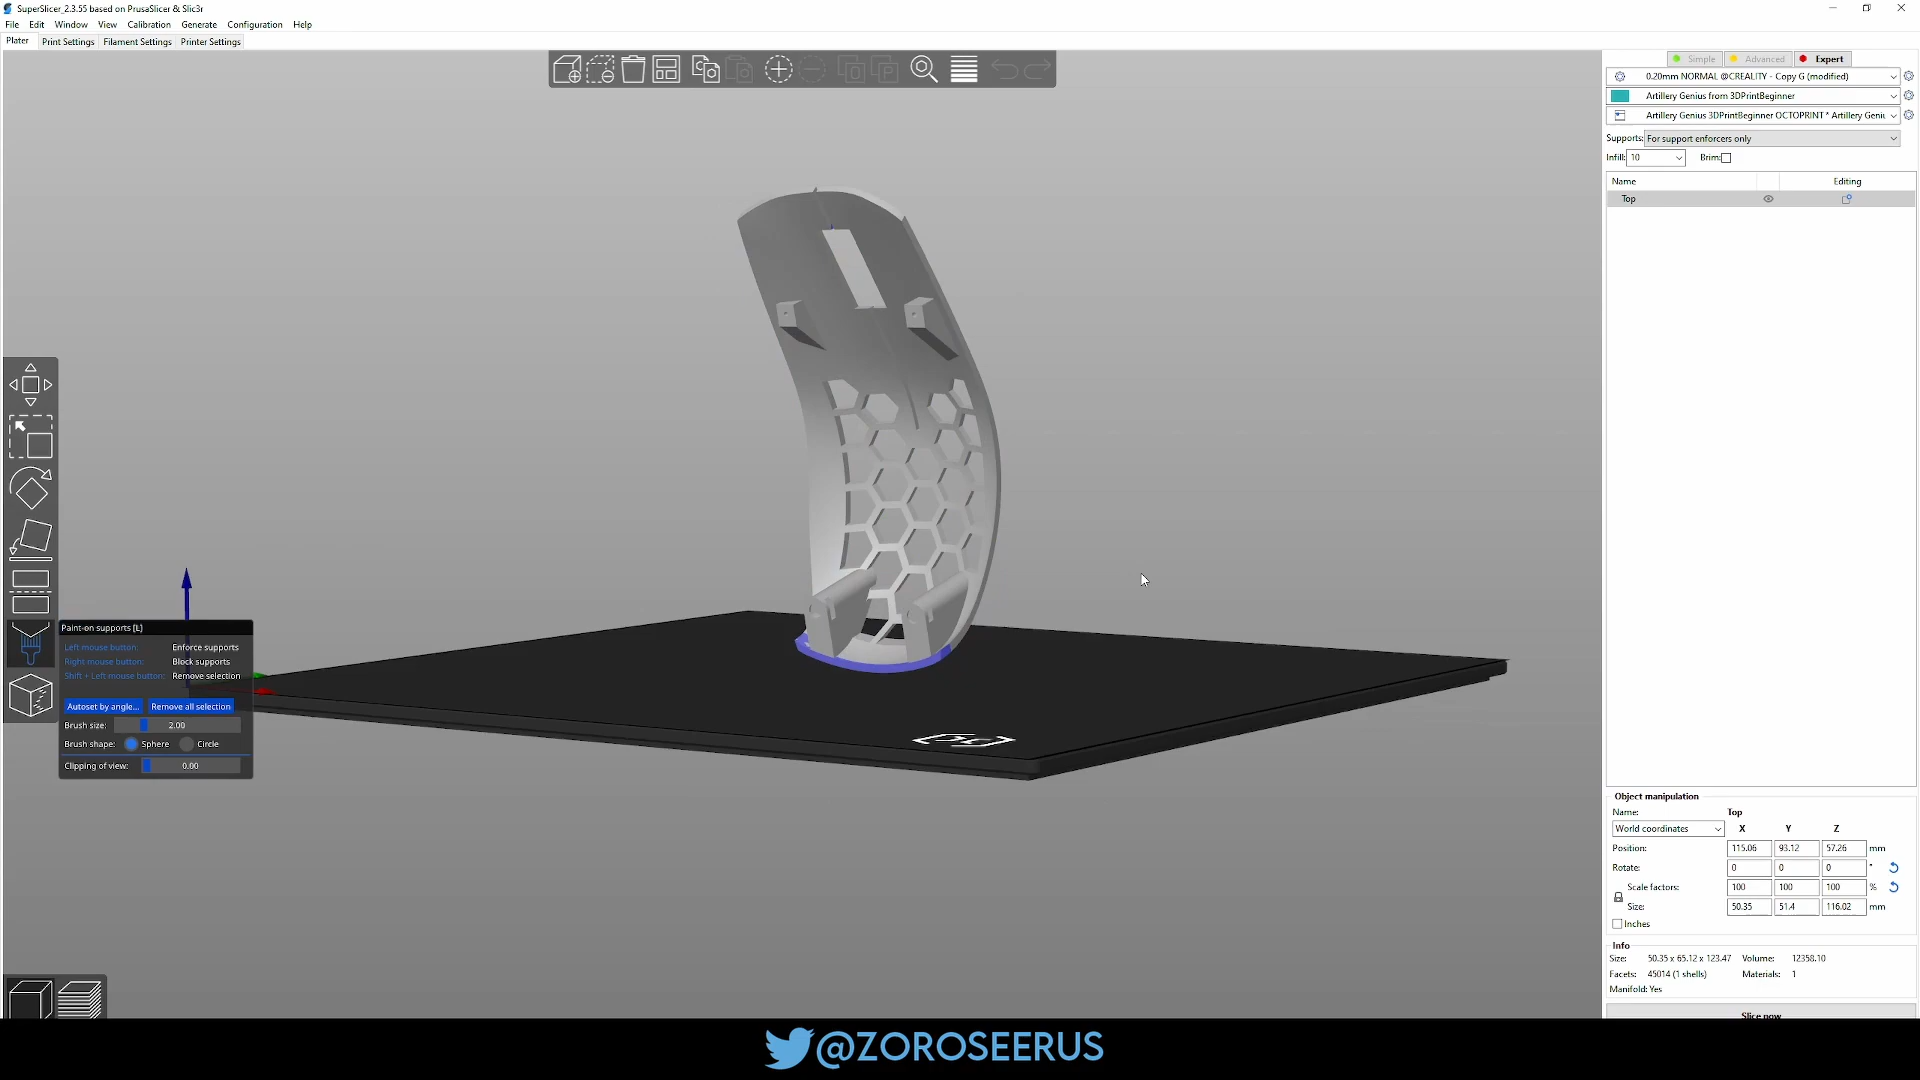 SuperSlicer_2.3.55 based on PrusaSlicer & Slic3r
File Edit Window View Calibration Generate Configuration Help
Plater Print Settings Filament Settings Printer Settings
Simple Advanced Expert
0.20mm NORMAL @CREALITY - Copy G (modified)
Artillery Genius from 3DPrintBeginner
Artillery Genius 3DPrintBeginner OCTOPRINT * Artillery Geniu
Supports: For support enforcers only
Infill: 10 Brim:
Name Editing
Top
Paint-on supports [L]
Left mouse button: Enforce supports
Right mouse button: Block supports
Shift + Left mouse button: Remove selection
Autoset by angle... Remove all selection
Brush size: 2.00
Brush shape: Sphere Circle
Clipping of view: 0.00
Object manipulation
Name: Top
World coordinates X Y Z
Position: 115.06 93.12 57.26 mm
Rotate: 0 0 0 °
Scale factors: 100 100 100 %
Size: 50.35 51.4 116.02 mm
Inches
Info
Size: 50.35 x 65.12 x 123.47 Volume: 12358.10
Facets: 45014 (1 shells) Materials: 1
Manifold: Yes
Slice now
@ZOROSEERUS